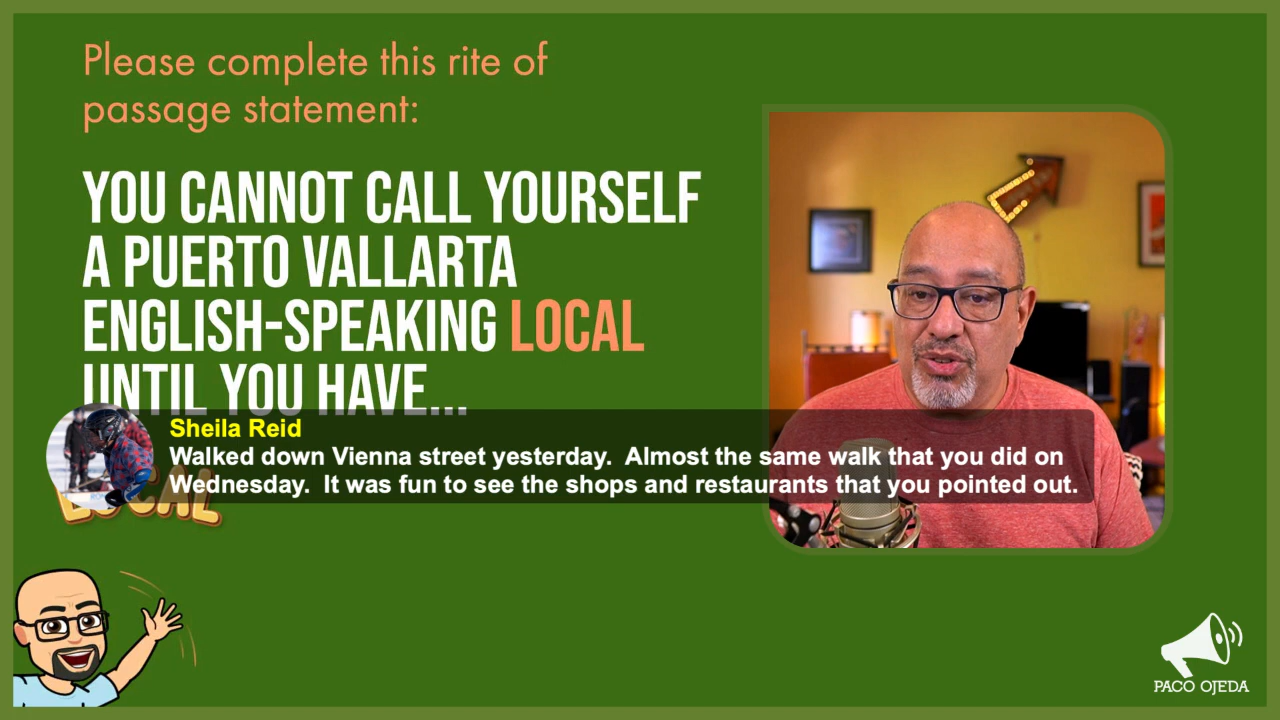 Please complete this rite of
passage statement:
YOU CANNOT CALL YOURSELF
A PUERTO VALLARTA
ENGLISH-SPEAKING LOCAL
UNTIL YOU HAVE...
Sheila Reid
Walked down Vienna street yesterday.  Almost the same walk that you did on
Wednesday.  It was fun to see the shops and restaurants that you pointed out.
LOCAL
PACO OJEDA